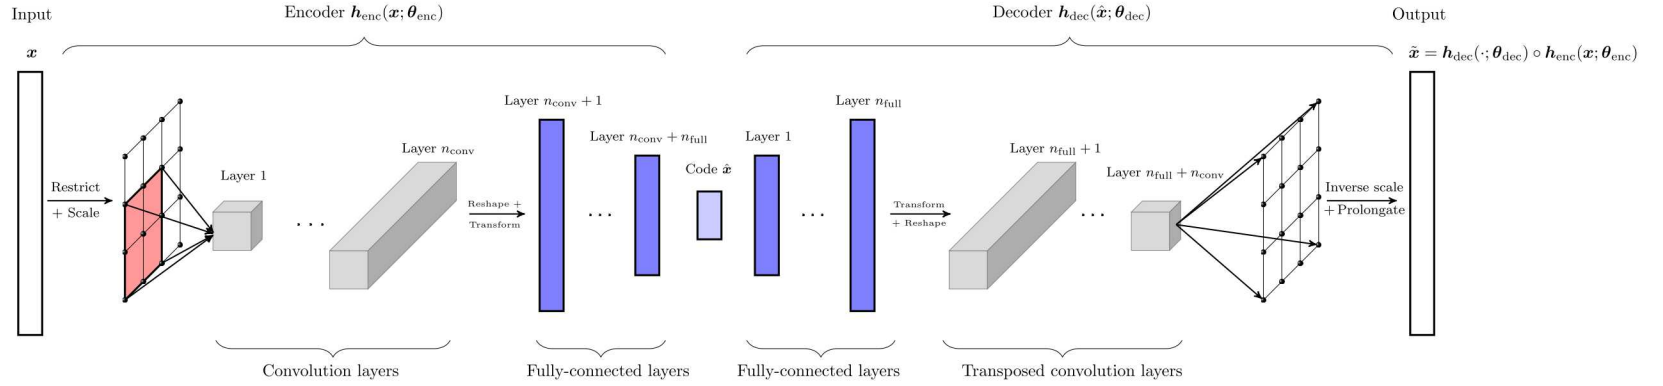 Input
Encoder h_enc(x; θ_enc)
Decoder h_dec(x̂; θ_dec)
Output
x
x̃ = h_dec(·; θ_dec) ∘ h_enc(x; θ_enc)
Restrict
+ Scale
Layer 1
. . .
Layer n_conv
Reshape +
Transform
Layer n_conv + 1
. . .
Layer n_conv + n_full
Code x̂
Layer 1
. . .
Layer n_full
Transform
+ Reshape
Layer n_full + 1
. . .
Layer n_full + n_conv
Inverse scale
+ Prolongate
Convolution layers
Fully-connected layers
Fully-connected layers
Transposed convolution layers